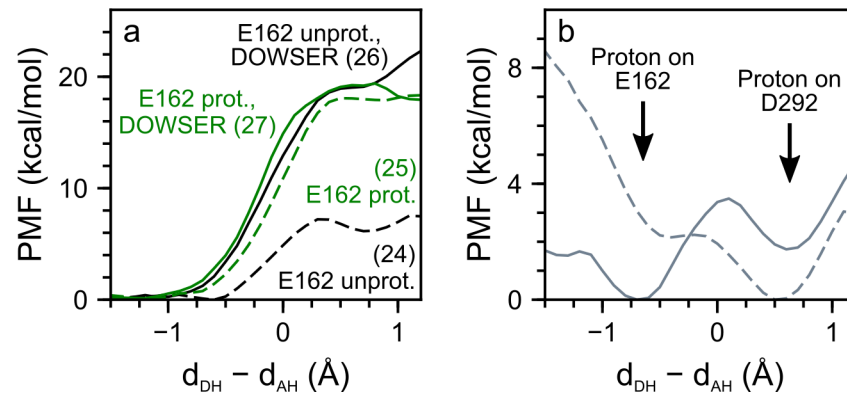 a
E162 unprot.,
DOWSER (26)
E162 prot.,
DOWSER (27)
(25)
E162 prot.
(24)
E162 unprot.
PMF (kcal/mol)
20
10
0
−1
0
1
d_DH − d_AH (Å)
b
Proton on
E162
Proton on
D292
PMF (kcal/mol)
8
4
0
−1
0
1
d_DH − d_AH (Å)